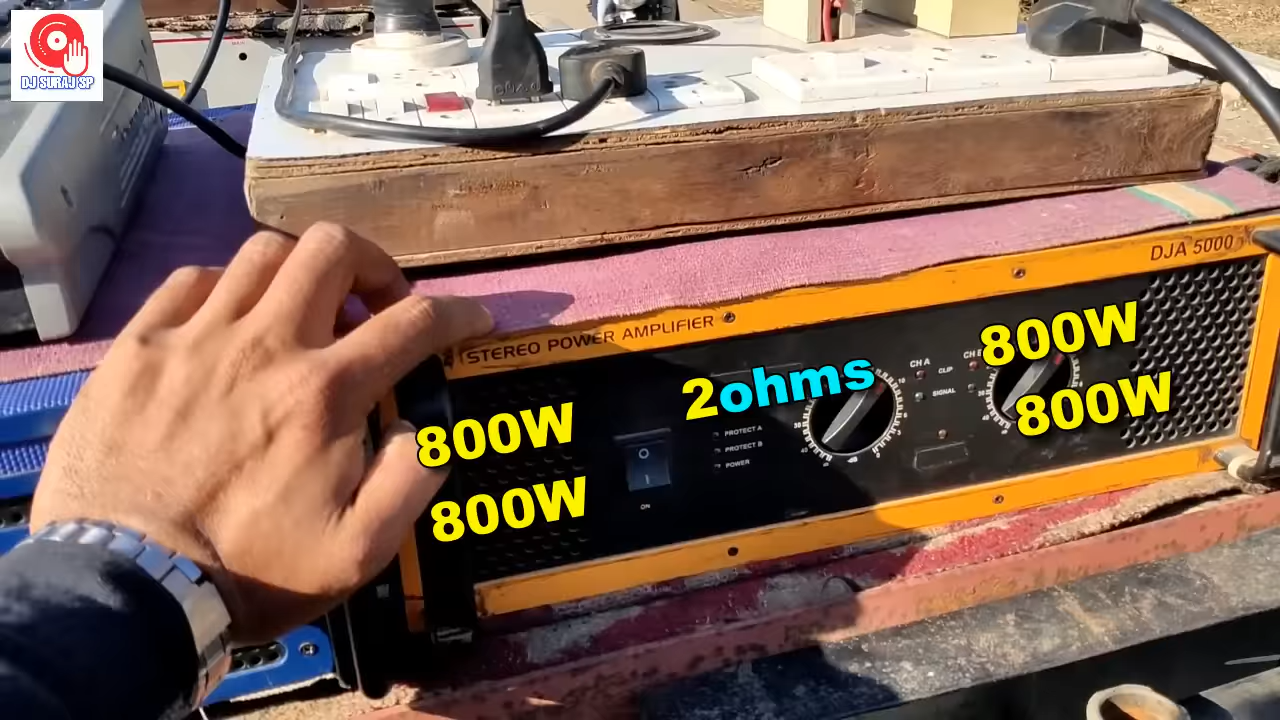 DJ SURAJ SP
DJA 5000
STEREO POWER AMPLIFIER
800W
800W
2ohms
800W
800W
CH A
CH B
CLIP
SIGNAL
PROTECT A
PROTECT B
POWER
ON